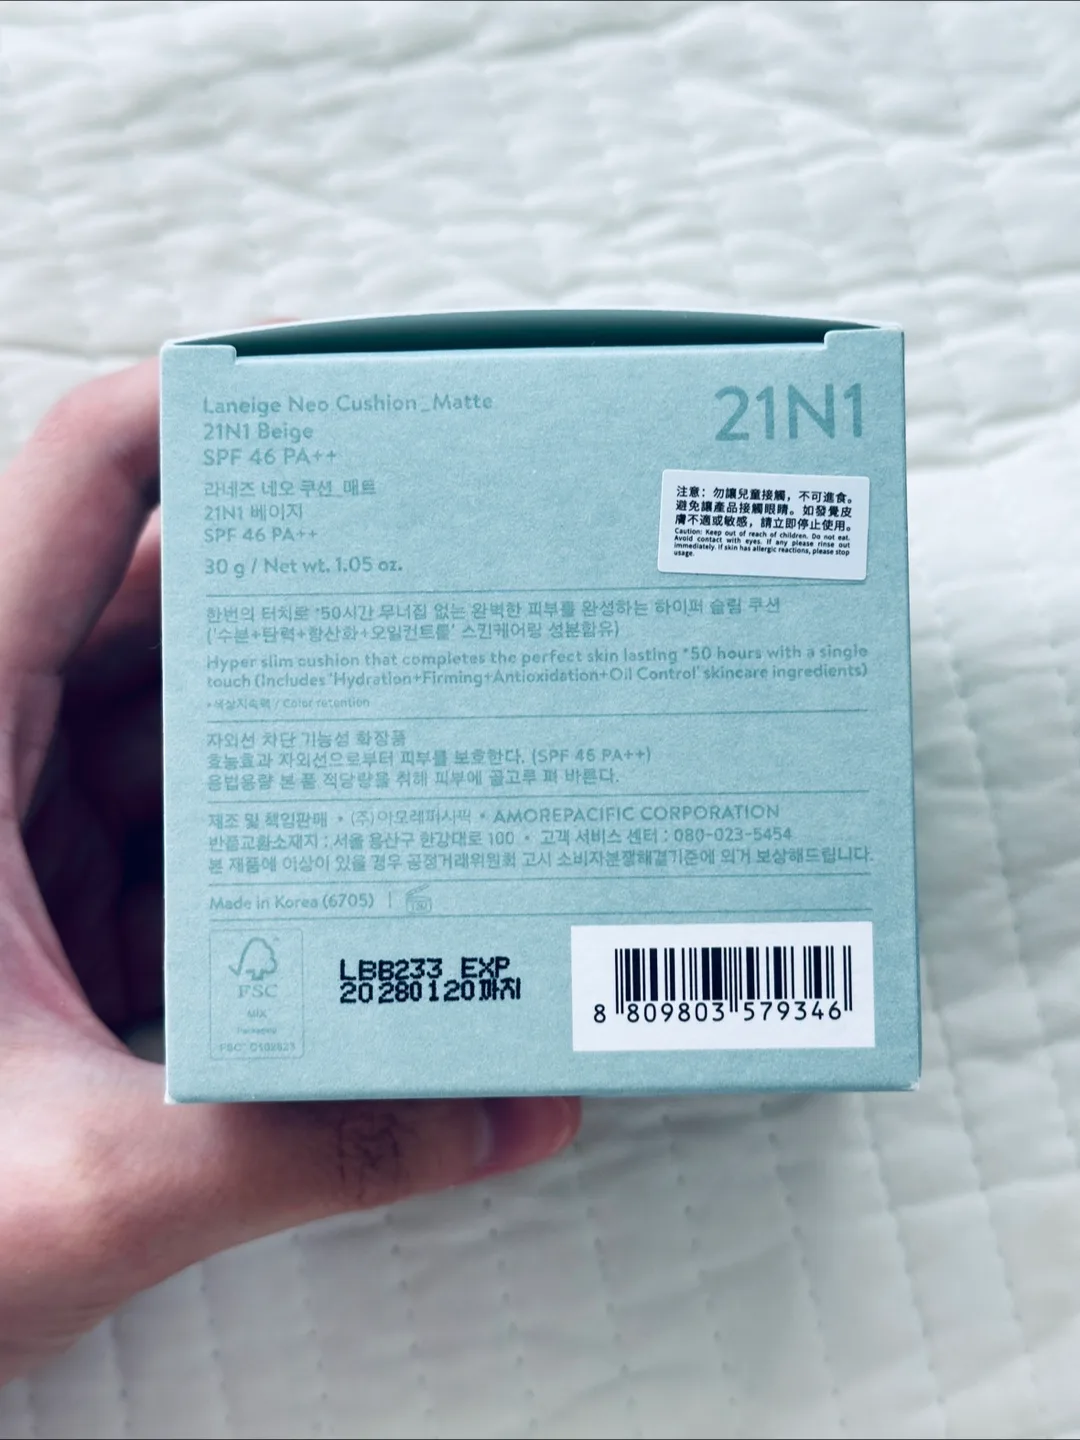 Laneige Neo Cushion_Matte
21N1 Beige
SPF 46 PA++
라네즈 네오 쿠션_매트
21N1 베이지
SPF 46 PA++
30 g / Net wt. 1.05 oz.
21N1
注意：勿讓兒童接觸，不可進食。
避免讓產品接觸眼睛。如發覺皮
膚不適或敏感，請立即停止使用。
Caution: Keep out of reach of children. Do not eat.
Avoid contact with eyes. If any please rinse out
immediately. If skin has allergic reactions, please stop
usage.
한번의 터치로 *50시간 무너짐 없는 완벽한 피부를 완성하는 하이퍼 슬림 쿠션
('수분+탄력+항산화+오일컨트롤' 스킨케어링 성분함유)
Hyper slim cushion that completes the perfect skin lasting *50 hours with a single
touch (Includes 'Hydration+Firming+Antioxidation+Oil Control' skincare ingredients)
*색상지속력 / Color retention
자외선 차단 기능성 화장품
효능효과 자외선으로부터 피부를 보호한다. (SPF 46 PA++)
용법용량 본 품 적당량을 취해 피부에 골고루 펴 바른다.
제조 및 책임판매 • (주)아모레퍼시픽 • AMOREPACIFIC CORPORATION
반품교환소재지 : 서울 용산구 한강대로 100 • 고객 서비스 센터 : 080-023-5454
본 제품에 이상이 있을 경우 공정거래위원회 고시 소비자분쟁해결기준에 의거 보상해드립니다.
Made in Korea (6705)
FSC
MIX
Packaging
FSC™ C102623
LBB233 EXP
20280120까지
8 809803 579346